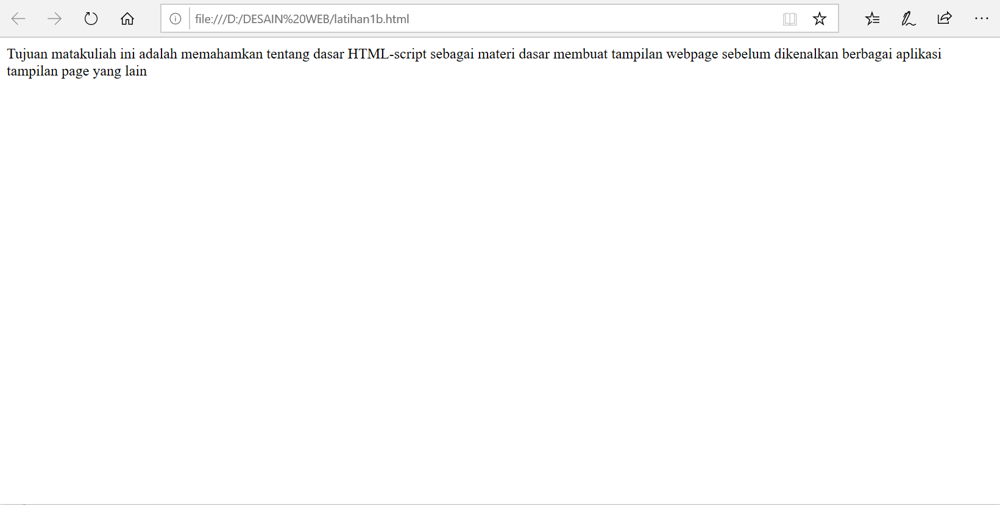 file:///D:/DESAIN%20WEB/latihan1b.html
Tujuan matakuliah ini adalah memahamkan tentang dasar HTML-script sebagai materi dasar membuat tampilan webpage sebelum dikenalkan berbagai aplikasi
tampilan page yang lain